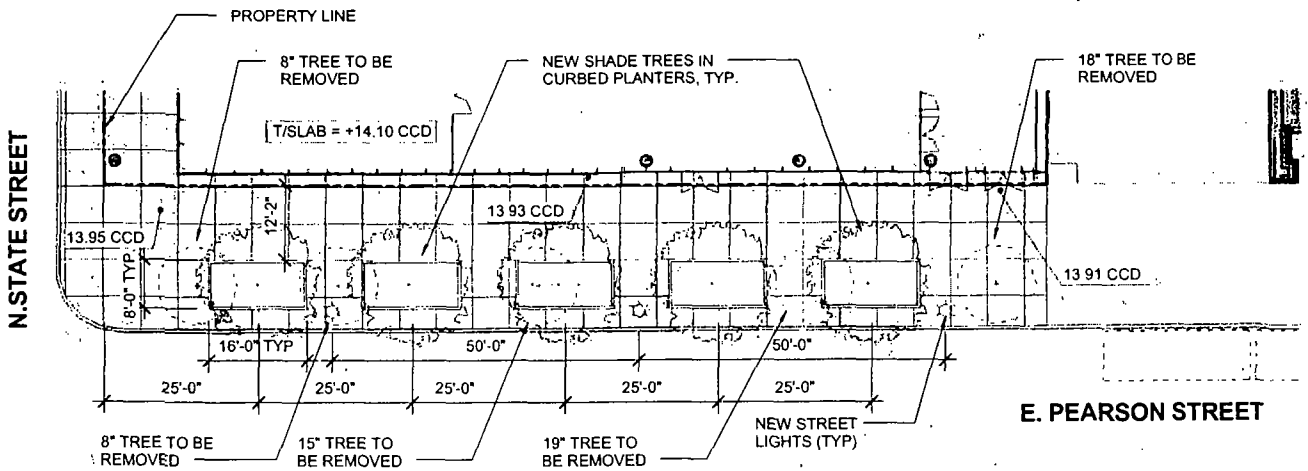 PROPERTY LINE
8" TREE TO BE
REMOVED
NEW SHADE TREES IN
CURBED PLANTERS, TYP.
18" TREE TO BE
REMOVED
T/SLAB = +14.10 CCD
N.STATE STREET
12'-2"
13 93 CCD
13.95 CCD
8'-0" TYP
13 91 CCD
16'-0" TYP
50'-0"
50'-0"
25'-0"
25'-0"
25'-0"
25'-0"
25'-0"
E. PEARSON STREET
NEW STREET
LIGHTS (TYP)
8" TREE TO BE
REMOVED
15" TREE TO
BE REMOVED
19" TREE TO
BE REMOVED